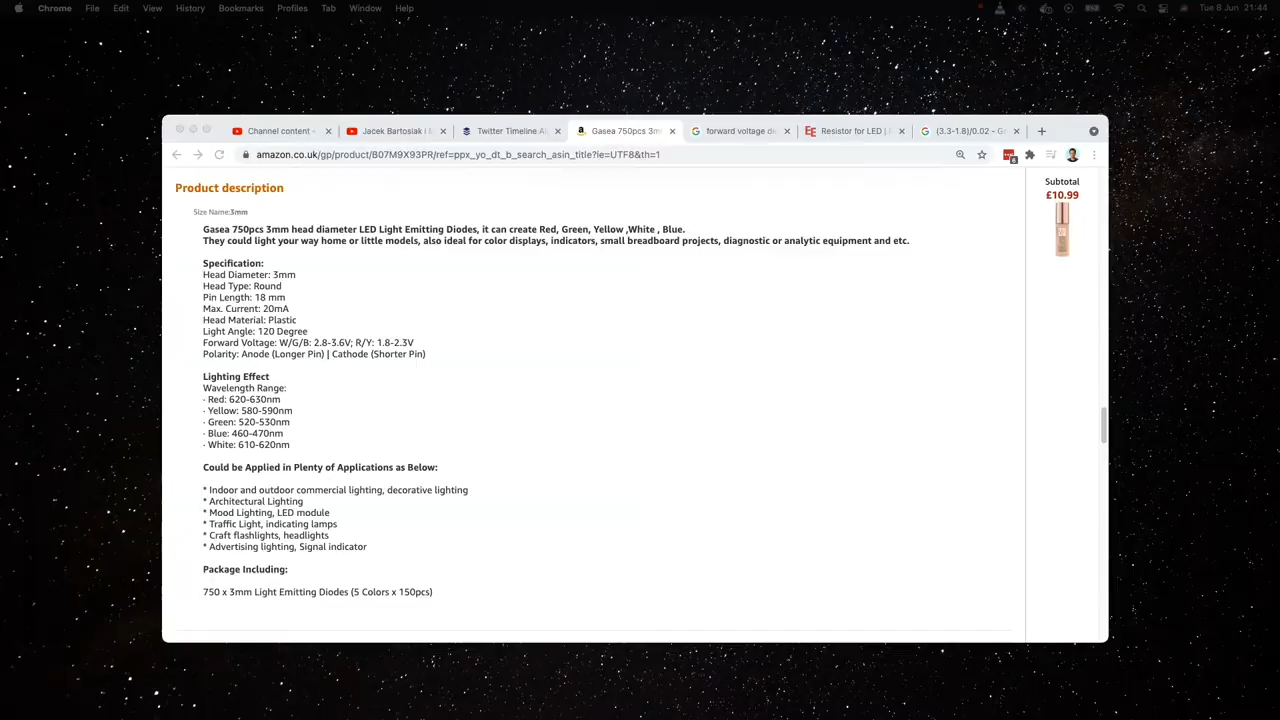 Chrome File Edit View History Bookmarks Profiles Tab Window Help Tue 8 Jun 21:44
Channel content - Jacek Bartosiak i Twitter Timeline Gasea 750pcs 3m forward voltage Resistor for LED | (3.3-1.8)/0.02 - Go
amazon.co.uk/gp/product/B07M9X93PR/ref=ppx_yo_dt_b_search_asin_title?ie=UTF8&th=1
6
Product description
Subtotal
£10.99
Size Name:3mm
Gasea 750pcs 3mm head diameter LED Light Emitting Diodes, it can create Red, Green, Yellow ,White , Blue.
They could light your way home or little models, also ideal for color displays, indicators, small breadboard projects, diagnostic or analytic equipment and etc.
Specification:
Head Diameter: 3mm
Head Type: Round
Pin Length: 18 mm
Max. Current: 20mA
Head Material: Plastic
Light Angle: 120 Degree
Forward Voltage: W/G/B: 2.8-3.6V; R/Y: 1.8-2.3V
Polarity: Anode (Longer Pin) | Cathode (Shorter Pin)
Lighting Effect
Wavelength Range:
· Red: 620-630nm
· Yellow: 580-590nm
· Green: 520-530nm
· Blue: 460-470nm
· White: 610-620nm
Could be Applied in Plenty of Applications as Below:
* Indoor and outdoor commercial lighting, decorative lighting
* Architectural Lighting
* Mood Lighting, LED module
* Traffic Light, indicating lamps
* Craft flashlights, headlights
* Advertising lighting, Signal indicator
Package Including:
750 x 3mm Light Emitting Diodes (5 Colors x 150pcs)